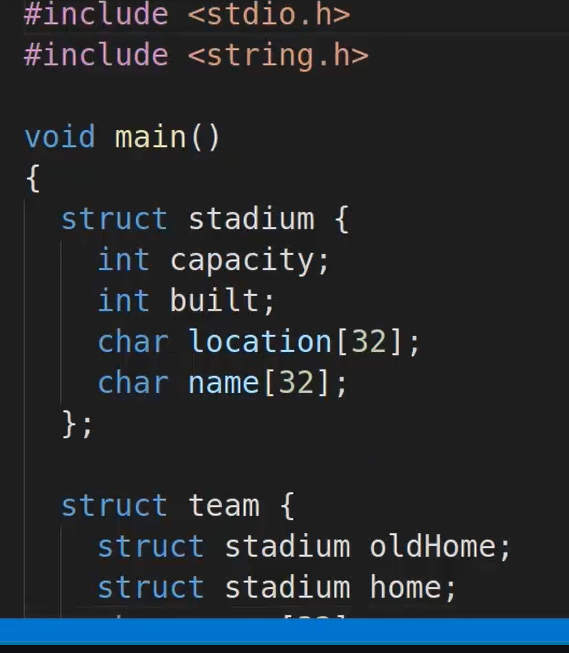 #include <stdio.h>
#include <string.h>
void main()
{
struct stadium {
int capacity;
int built;
char location[32];
char name[32];
};
struct team {
struct stadium oldHome;
struct stadium home;